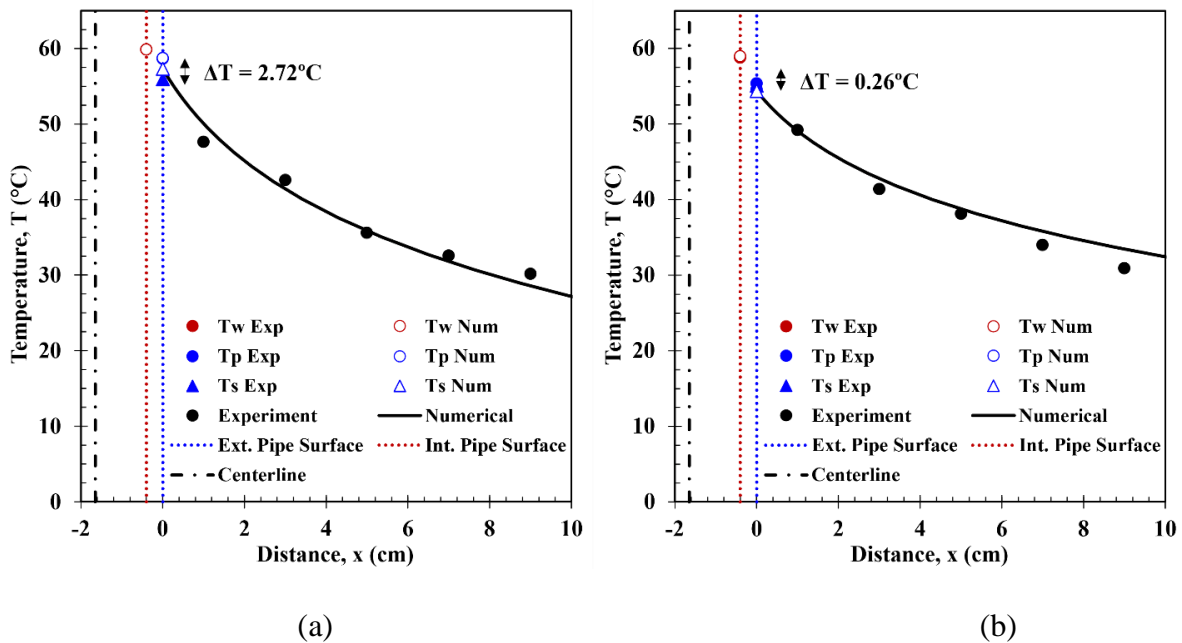 60
50
40
30
20
10
0
-2 0 2 4 6 8 10
Temperature, T (°C)
Distance, x (cm)
ΔT = 2.72ºC
Tw Exp Tw Num
Tp Exp Tp Num
Ts Exp Ts Num
Experiment Numerical
Ext. Pipe Surface Int. Pipe Surface
Centerline
(a)
60
50
40
30
20
10
0
-2 0 2 4 6 8 10
Temperature, T (°C)
Distance, x (cm)
ΔT = 0.26ºC
Tw Exp Tw Num
Tp Exp Tp Num
Ts Exp Ts Num
Experiment Numerical
Ext. Pipe Surface Int. Pipe Surface
Centerline
(b)